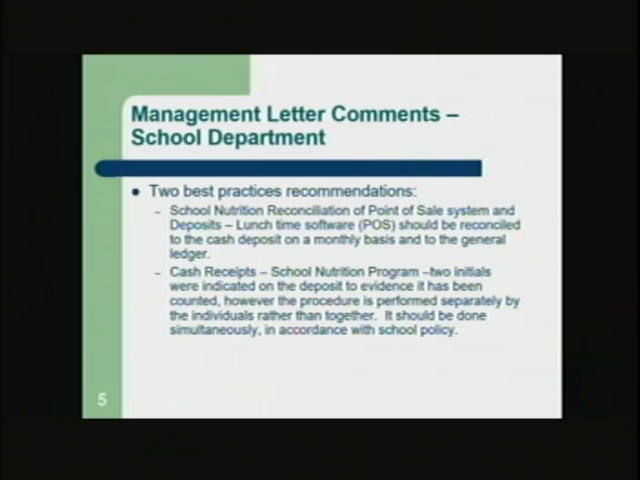 Management Letter Comments –
School Department
● Two best practices recommendations:
– School Nutrition Reconciliation of Point of Sale system and
Deposits – Lunch time software (POS) should be reconciled
to the cash deposit on a monthly basis and to the general
ledger.
– Cash Receipts – School Nutrition Program –two initials
were indicated on the deposit to evidence it has been
counted, however the procedure is performed separately by
the individuals rather than together. It should be done
simultaneously, in accordance with school policy.
5